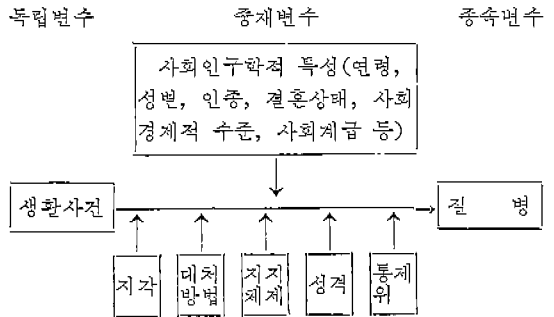 독립변수 중재변수 종속변수
사회인구학적 특성(연령,
성별, 인종, 결혼상태, 사회
경제적 수준, 사회계급 등)
생활사건 질 병
지각 대처 지지 성격 통제
방법 체제 위